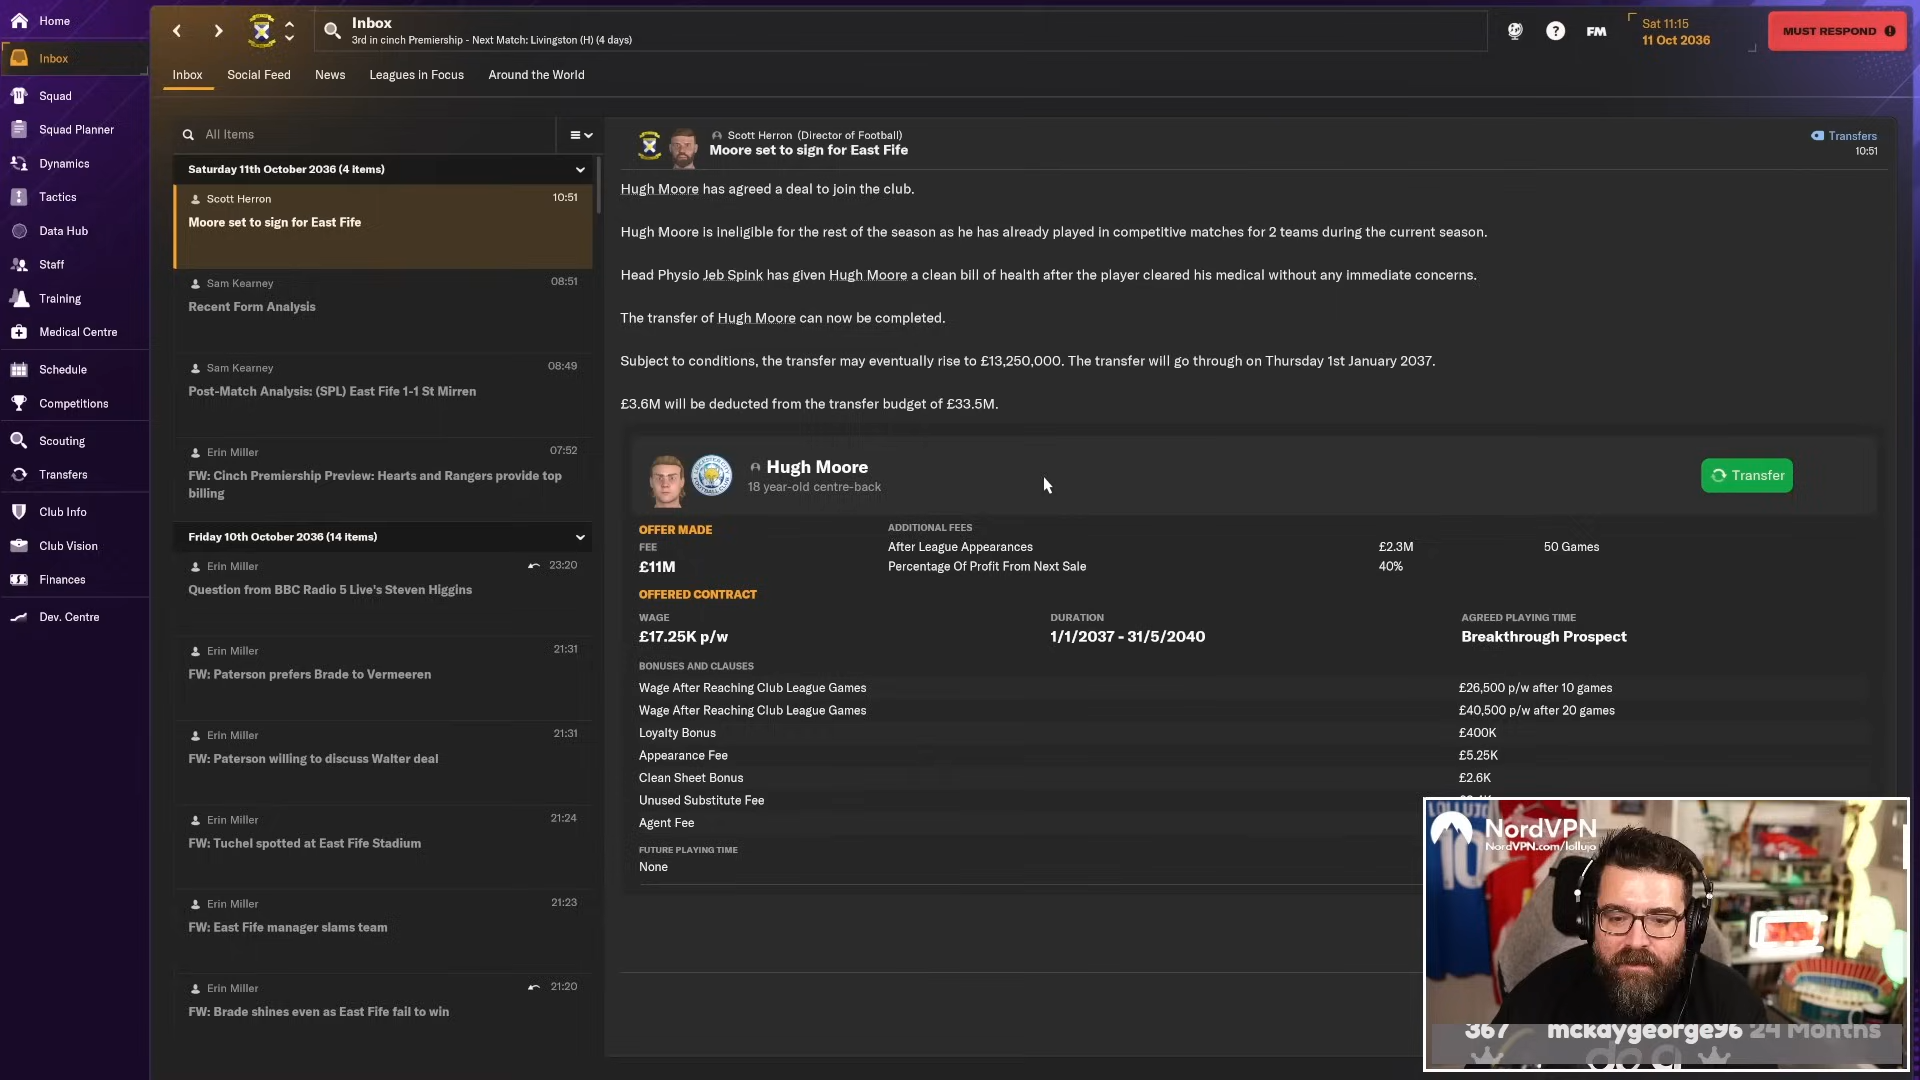 Home
Inbox
Squad
Squad Planner
Dynamics
Tactics
Data Hub
Staff
Training
Medical Centre
Schedule
Competitions
Scouting
Transfers
Club Info
Club Vision
Finances
Dev. Centre
Inbox
3rd in cinch Premiership - Next Match: Livingston (H) (4 days)
FM
Sat 11:15
11 Oct 2036
MUST RESPOND
Inbox Social Feed News Leagues in Focus Around the World
All Items
Saturday 11th October 2036 (4 items)
Scott Herron 10:51
Moore set to sign for East Fife
Sam Kearney 08:51
Recent Form Analysis
Sam Kearney 08:49
Post-Match Analysis: (SPL) East Fife 1-1 St Mirren
Erin Miller 07:52
FW: Cinch Premiership Preview: Hearts and Rangers provide top
billing
Friday 10th October 2036 (14 items)
Erin Miller 23:20
Question from BBC Radio 5 Live's Steven Higgins
Erin Miller 21:31
FW: Paterson prefers Brade to Vermeeren
Erin Miller 21:31
FW: Paterson willing to discuss Walter deal
Erin Miller 21:24
FW: Tuchel spotted at East Fife Stadium
Erin Miller 21:23
FW: East Fife manager slams team
Erin Miller 21:20
FW: Brade shines even as East Fife fail to win
Scott Herron (Director of Football)
Moore set to sign for East Fife
Transfers
10:51
Hugh Moore has agreed a deal to join the club.
Hugh Moore is ineligible for the rest of the season as he has already played in competitive matches for 2 teams during the current season.
Head Physio Jeb Spink has given Hugh Moore a clean bill of health after the player cleared his medical without any immediate concerns.
The transfer of Hugh Moore can now be completed.
Subject to conditions, the transfer may eventually rise to £13,250,000. The transfer will go through on Thursday 1st January 2037.
£3.6M will be deducted from the transfer budget of £33.5M.
Hugh Moore
18 year-old centre-back
Transfer
OFFER MADE
FEE
£11M
ADDITIONAL FEES
After League Appearances £2.3M 50 Games
Percentage Of Profit From Next Sale 40%
OFFERED CONTRACT
WAGE DURATION AGREED PLAYING TIME
£17.25K p/w 1/1/2037 - 31/5/2040 Breakthrough Prospect
BONUSES AND CLAUSES
Wage After Reaching Club League Games £26,500 p/w after 10 games
Wage After Reaching Club League Games £40,500 p/w after 20 games
Loyalty Bonus £400K
Appearance Fee £5.25K
Clean Sheet Bonus £2.6K
Unused Substitute Fee
Agent Fee
FUTURE PLAYING TIME
None
NordVPN
NordVPN.com/lollujo
10
367 mckaygeorge96 24 Months